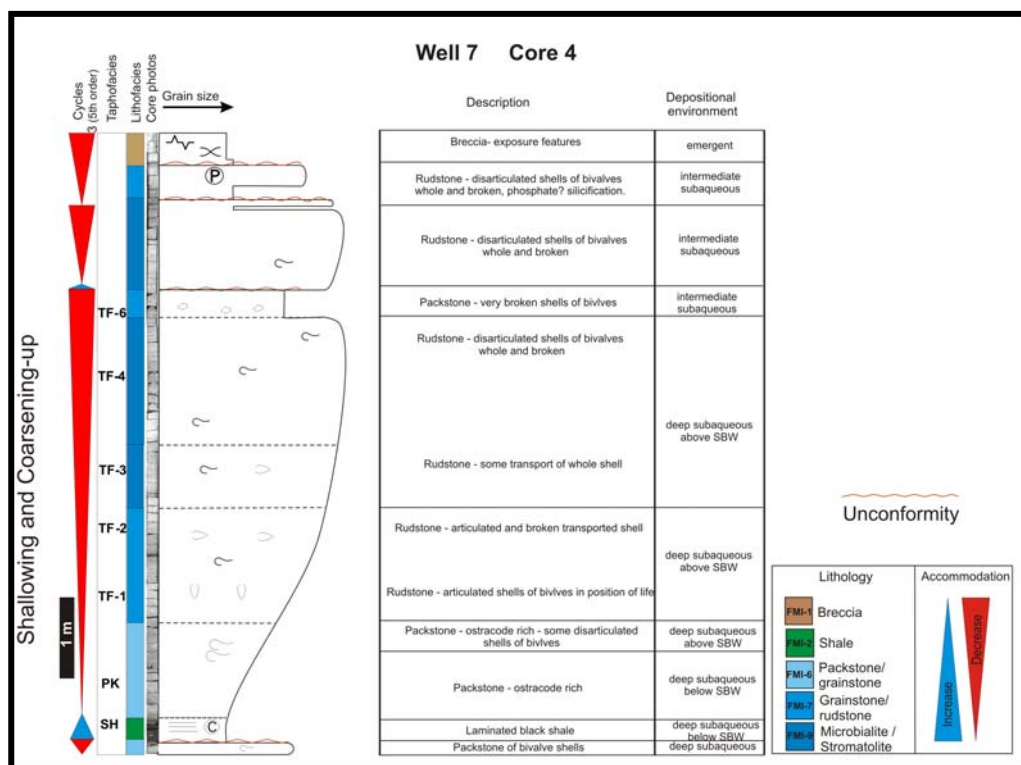 Well 7 Core 4
Cycles
3 (5th order)
Taphofacies
Lithofacies
Core photos
Grain size
Description
Depositional
environment
Breccia- exposure features
emergent
P
Rudstone - disarticulated shells of bivalves
whole and broken, phosphate? silicification.
intermediate
subaqueous
Rudstone - disarticulated shells of bivalves
whole and broken
intermediate
subaqueous
TF-6
Packstone - very broken shells of bivlves
intermediate
subaqueous
Rudstone - disarticulated shells of bivalves
whole and broken
TF-4
deep subaqueous
above SBW
TF-3
Rudstone - some transport of whole shell
TF-2
Rudstone - articulated and broken transported shell
deep subaqueous
above SBW
TF-1
Rudstone - articulated shells of bivlves in position of life
Packstone - ostracode rich - some disarticulated
shells of bivlves
deep subaqueous
above SBW
PK
Packstone - ostracode rich
deep subaqueous
below SBW
SH
C
Laminated black shale
deep subaqueous
below SBW
Packstone of bivalve shells
deep subaqueous
Shallowing and Coarsening-up
1 m
Unconformity
Lithology
FMI-1 Breccia
FMI-2 Shale
FMI-6 Packstone/
grainstone
FMI-7 Grainstone/
rudstone
FMI-9 Microbialite /
Stromatolite
Accommodation
Increase
Decrease